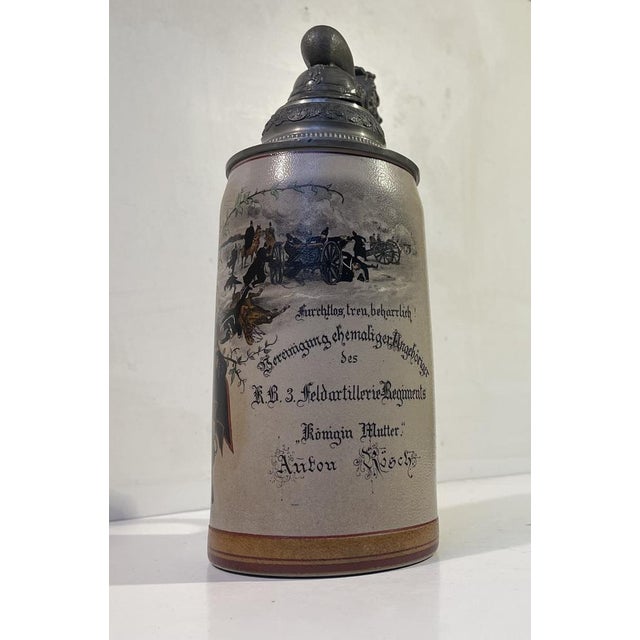 Furchtlos, treu, beharrlich!
Vereinigung ehemaliger Angehöriger
des
K.B. 3. Feldartillerie-Regiments
„Königin Mutter."
Anton Rösch